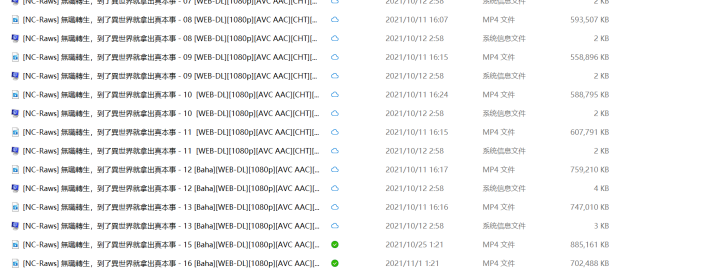 [NC-Raws] 無職轉生，到了異世界就拿出真本事 - 07 [WEB-DL][1080p][AVC AAC][CHT][... 2021/10/12 2:58 系统信息文件 2 KB
[NC-Raws] 無職轉生，到了異世界就拿出真本事 - 08 [WEB-DL][1080p][AVC AAC][CHT][... 2021/10/11 16:07 MP4 文件 593,507 KB
[NC-Raws] 無職轉生，到了異世界就拿出真本事 - 08 [WEB-DL][1080p][AVC AAC][CHT][... 2021/10/12 2:58 系统信息文件 2 KB
[NC-Raws] 無職轉生，到了異世界就拿出真本事 - 09 [WEB-DL][1080p][AVC AAC][CHT][... 2021/10/11 16:15 MP4 文件 558,896 KB
[NC-Raws] 無職轉生，到了異世界就拿出真本事 - 09 [WEB-DL][1080p][AVC AAC][CHT][... 2021/10/12 2:58 系统信息文件 2 KB
[NC-Raws] 無職轉生，到了異世界就拿出真本事 - 10 [WEB-DL][1080p][AVC AAC][CHT][... 2021/10/11 16:24 MP4 文件 588,795 KB
[NC-Raws] 無職轉生，到了異世界就拿出真本事 - 10 [WEB-DL][1080p][AVC AAC][CHT][... 2021/10/12 2:58 系统信息文件 2 KB
[NC-Raws] 無職轉生，到了異世界就拿出真本事 - 11 [WEB-DL][1080p][AVC AAC][CHT][... 2021/10/11 16:15 MP4 文件 607,791 KB
[NC-Raws] 無職轉生，到了異世界就拿出真本事 - 11 [WEB-DL][1080p][AVC AAC][CHT][... 2021/10/12 2:58 系统信息文件 2 KB
[NC-Raws] 無職轉生，到了異世界就拿出真本事 - 12 [Baha][WEB-DL][1080p][AVC AAC][... 2021/10/11 16:17 MP4 文件 759,210 KB
[NC-Raws] 無職轉生，到了異世界就拿出真本事 - 12 [Baha][WEB-DL][1080p][AVC AAC][... 2021/10/12 2:58 系统信息文件 4 KB
[NC-Raws] 無職轉生，到了異世界就拿出真本事 - 13 [Baha][WEB-DL][1080p][AVC AAC][... 2021/10/11 16:16 MP4 文件 747,010 KB
[NC-Raws] 無職轉生，到了異世界就拿出真本事 - 13 [Baha][WEB-DL][1080p][AVC AAC][... 2021/10/12 2:58 系统信息文件 3 KB
[NC-Raws] 無職轉生，到了異世界就拿出真本事 - 15 [Baha][WEB-DL][1080p][AVC AAC][... 2021/10/25 1:21 MP4 文件 885,161 KB
[NC-Raws] 無職轉生，到了異世界就拿出真本事 - 16 [Baha][WEB-DL][1080p][AVC AAC][... 2021/11/1 1:21 MP4 文件 702,488 KB